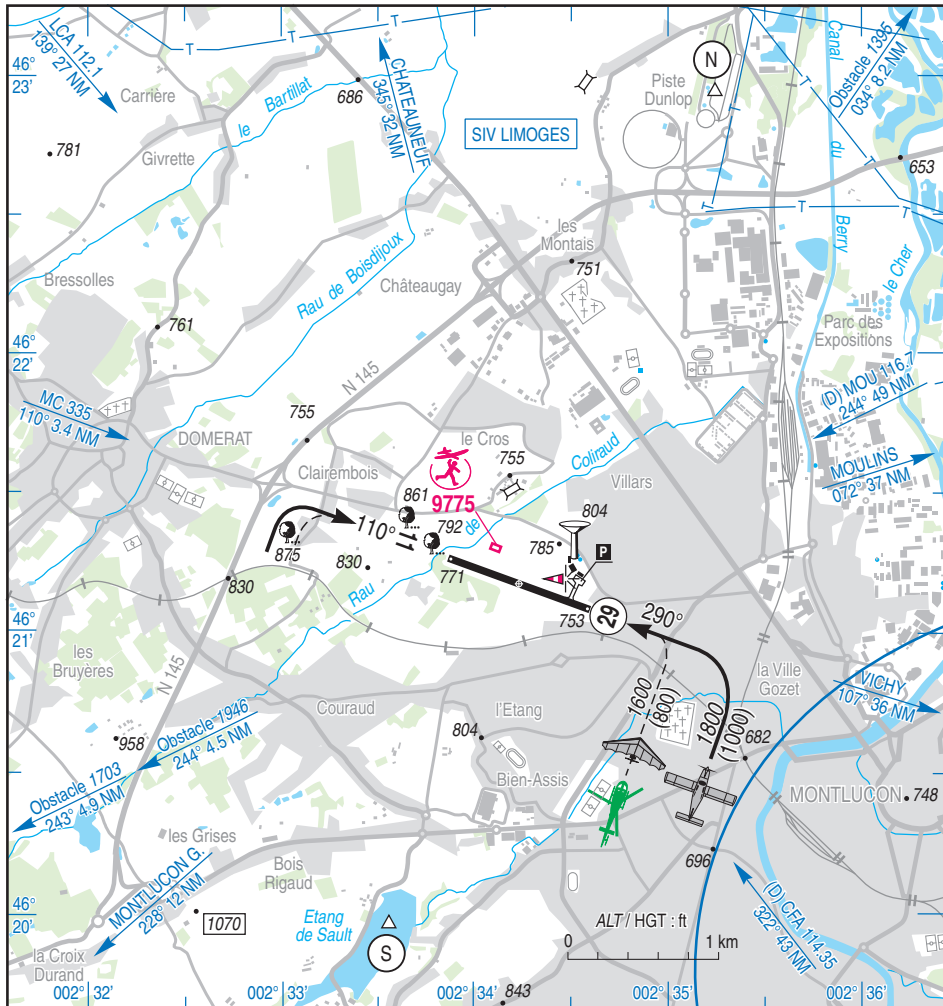 LCA 112.1
139° 27 NM
46°
23'
Carrière
le Bartillat
686
CHATEAUNEUF
345° 32 NM
SIV LIMOGES
N
Piste
Dunlop
Canal
du
Berry
Obstacle 1395
034° 8.2 NM
T
T
T
T
T
T
T
781
Givrette
653
Bressolles
Rau de Boisdijoux
Châteaugay
les
Montais
751
le Cher
761
Parc des
Expositions
46°
22'
N 145
MC 335
110° 3.4 NM
(D) MOU 116.7
244° 49 NM
755
DOMERAT
le Cros
Clairembois
755
Coliraud
MOULINS
072° 37 NM
Villars
861
9775
804
110°
11
792
de
785
P
875
830
771
830
Rau
753
29
290°
46°
21'
les
Bruyères
N 145
la Ville
Gozet
VICHY
107° 36 NM
Couraud
l'Etang
1600
(800)
1800
(1000)
682
958
Obstacle 1946
244° 4.5 NM
804
Bien-Assis
Obstacle 1703
243° 4.9 NM
MONTLUCON
748
les Grises
MONTLUCON G.
228° 12 NM
Bois
Rigaud
696
(D) CFA 114.35
322° 43 NM
46°
20'
1070
Etang
de Sault
S
ALT / HGT : ft
0
1 km
la Croix
Durand
002° 32'
002° 33'
002° 34'
843
002° 35'
002° 36'